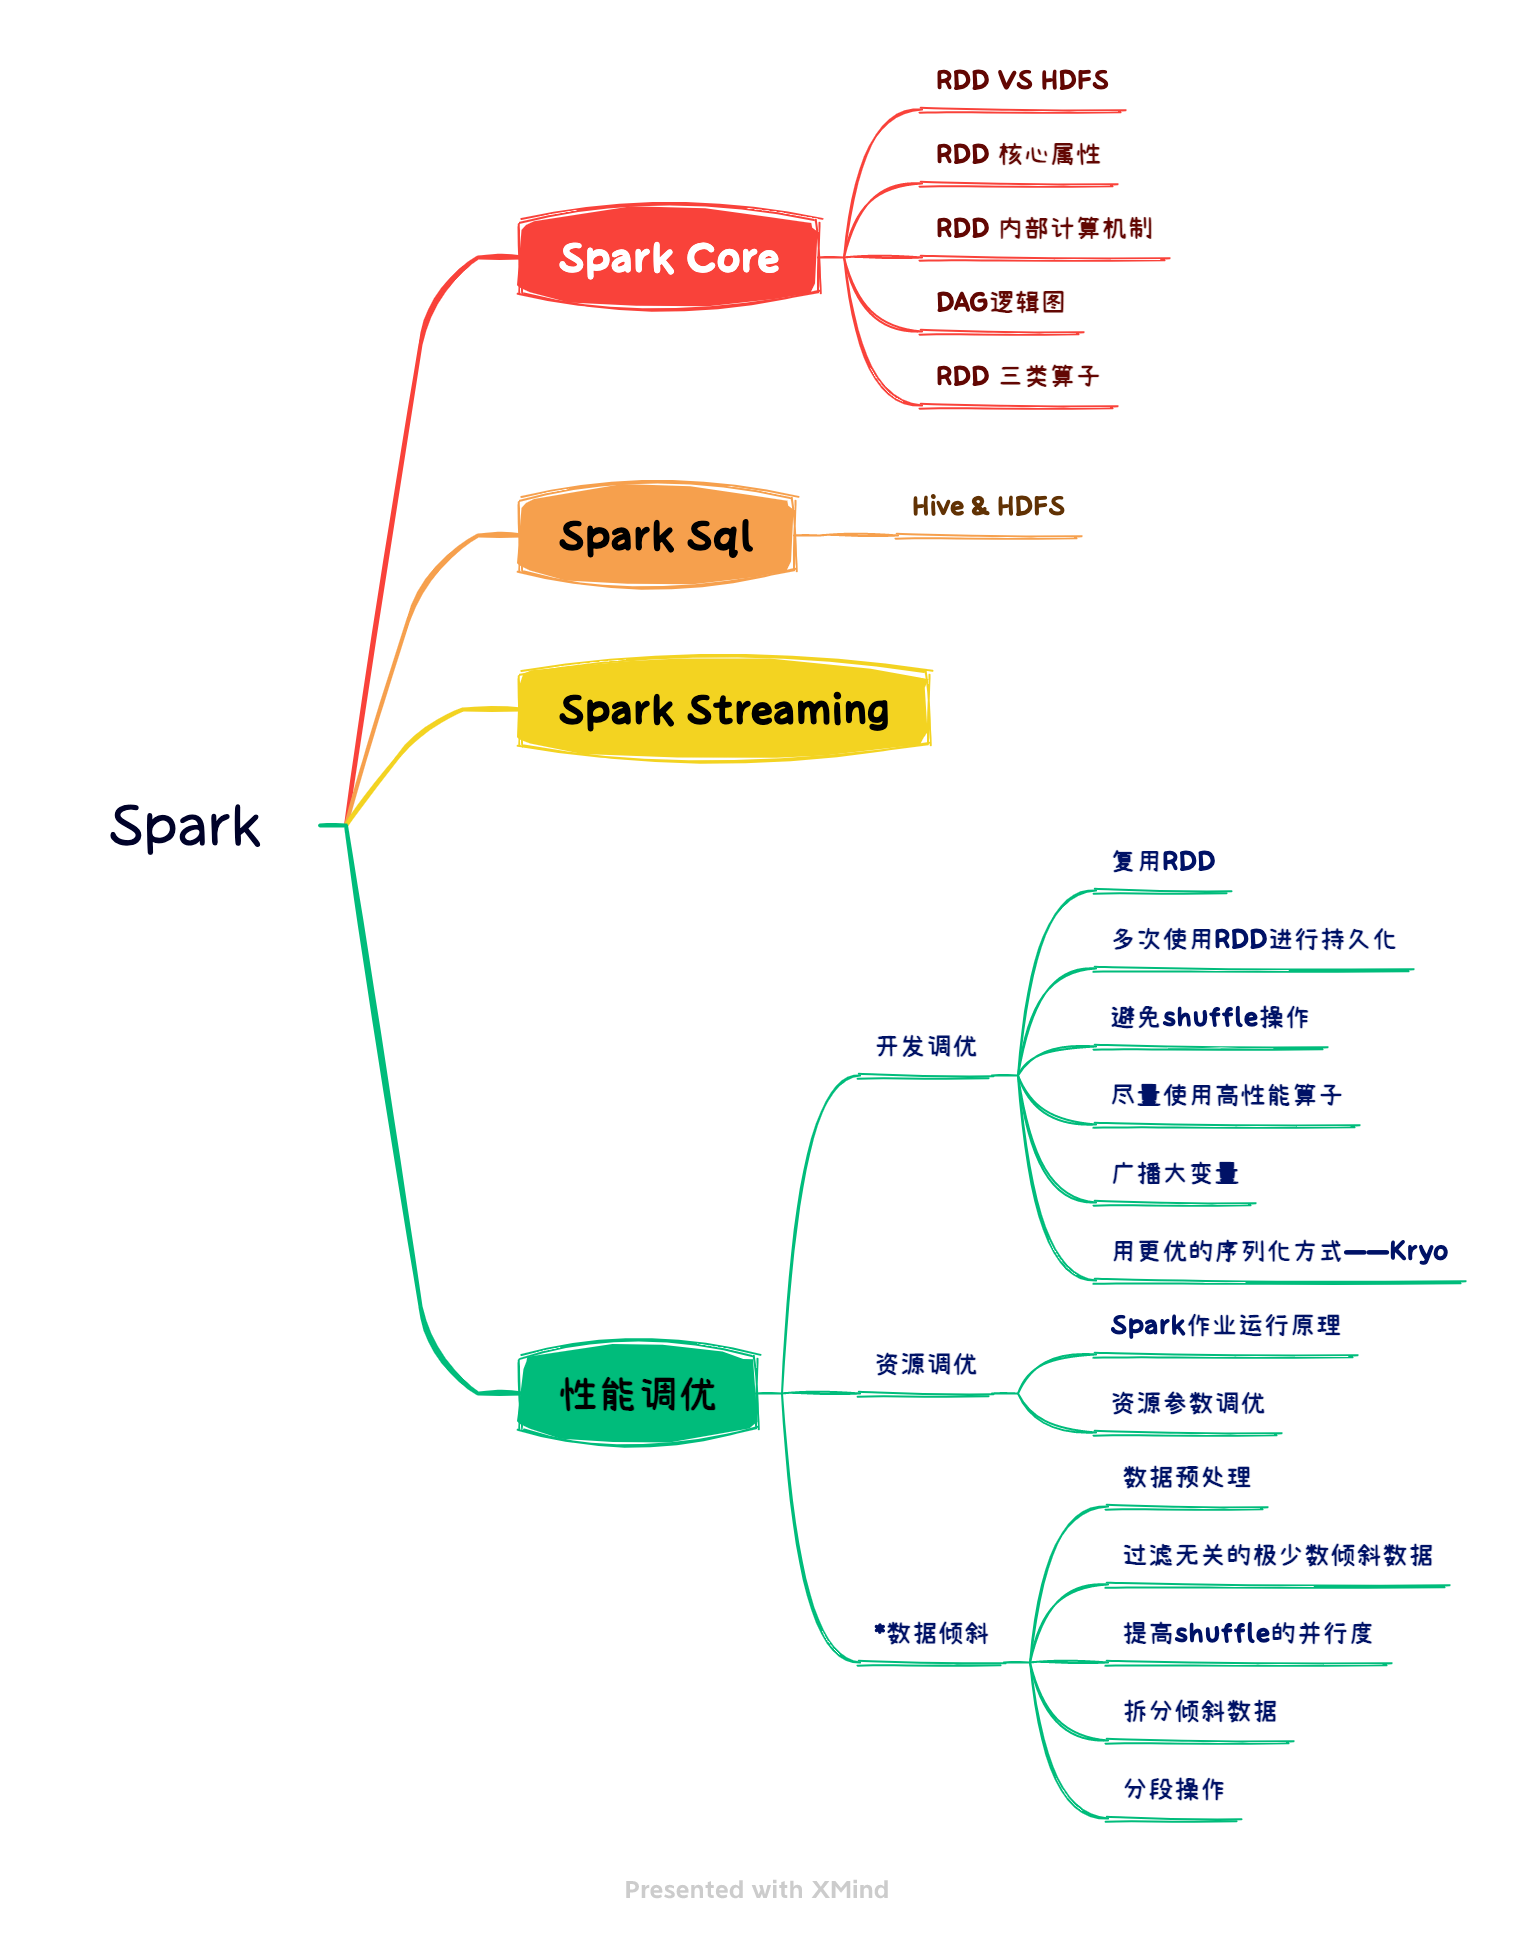 Spark
Spark Core
RDD VS HDFS
RDD 核心属性
RDD 内部计算机制
DAG逻辑图
RDD 三类算子
Spark Sql
Hive & HDFS
Spark Streaming
性能调优
开发调优
复用RDD
多次使用RDD进行持久化
避免shuffle操作
尽量使用高性能算子
广播大变量
用更优的序列化方式——Kryo
资源调优
Spark作业运行原理
资源参数调优
*数据倾斜
数据预处理
过滤无关的极少数倾斜数据
提高shuffle的并行度
拆分倾斜数据
分段操作
Presented with XMind